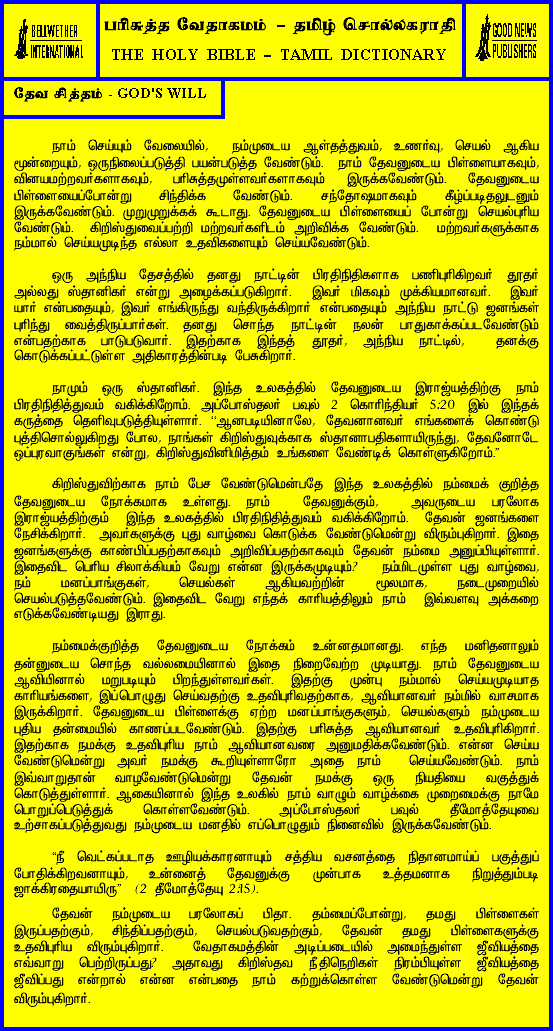 BELLWETHER
INTERNATIONAL
பரிசுத்த வேதாகமம் – தமிழ் சொல்லகராதி
THE HOLY BIBLE – TAMIL DICTIONARY
GOOD NEWS
PUBLISHERS
தேவ சித்தம் - GOD'S WILL
நாம் செய்யும் வேலையில், நம்முடைய ஆள்தத்துவம், உணர்வு, செயல் ஆகிய
மூன்றையும், ஒருநிலைப்படுத்தி பயன்படுத்த வேண்டும். நாம் தேவனுடைய பிள்ளையாகவும்,
வினயமற்றவர்களாகவும், பரிசுத்தமுள்ளவர்களாகவும் இருக்கவேண்டும். தேவனுடைய
பிள்ளையைப்போன்று சிந்திக்க வேண்டும். சந்தோஷமாகவும் கீழ்ப்படிதலுடனும்
இருக்கவேண்டும். முறுமுறுக்கக் கூடாது. தேவனுடைய பிள்ளையைப் போன்று செயல்புரிய
வேண்டும். கிறிஸ்துவைப்பற்றி மற்றவர்களிடம் அறிவிக்க வேண்டும். மற்றவர்களுக்காக
நம்மால் செய்யமுடிந்த எல்லா உதவிகளையும் செய்யவேண்டும்.
ஒரு அந்நிய தேசத்தில் தனது நாட்டின் பிரதிநிதிகளாக பணிபுரிகிறவர் தூதர்
அல்லது ஸ்தானிகர் என்று அழைக்கப்படுகிறார். இவர் மிகவும் முக்கியமானவர். இவர்
யார் என்பதையும், இவர் எங்கிருந்து வந்திருக்கிறார் என்பதையும் அந்நிய நாட்டு ஜனங்கள்
புரிந்து வைத்திருப்பார்கள். தனது சொந்த நாட்டின் நலன் பாதுகாக்கப்படவேண்டும்
என்பதற்காக பாடுபடுவார். இதற்காக இந்தத் தூதர், அந்நிய நாட்டில், தனக்கு
கொடுக்கப்பட்டுள்ள அதிகாரத்தின்படி பேசுகிறார்.
நாமும் ஒரு ஸ்தானிகர். இந்த உலகத்தில் தேவனுடைய இராஜ்யத்திற்கு நாம்
பிரதிநிதித்துவம் வகிக்கிறோம். அப்போஸ்தலர் பவுல் 2 கொரிந்தியர் 5:20 இல் இந்தக்
கருத்தை தெளிவுபடுத்தியுள்ளார். “ஆனபடியினாலே, தேவனானவர் எங்களைக் கொண்டு
புத்திசொல்லுகிறது போல, நாங்கள் கிறிஸ்துவுக்காக ஸ்தானாபதிகளாயிருந்து, தேவனோடே
ஒப்புரவாகுங்கள் என்று, கிறிஸ்துவினிமித்தம் உங்களை வேண்டிக் கொள்ளுகிறோம்.”
கிறிஸ்துவிற்காக நாம் பேச வேண்டுமென்பதே இந்த உலகத்தில் நம்மைக் குறித்த
தேவனுடைய நோக்கமாக உள்ளது. நாம் தேவனுக்கும், அவருடைய பரலோக
இராஜ்யத்திற்கும் இந்த உலகத்தில் பிரதிநிதித்துவம் வகிக்கிறோம். தேவன் ஜனங்களை
நேசிக்கிறார். அவர்களுக்கு புது வாழ்வை கொடுக்க வேண்டுமென்று விரும்புகிறார். இதை
ஜனங்களுக்கு காண்பிப்பதற்காகவும் அறிவிப்பதற்காகவும் தேவன் நம்மை அனுப்பியுள்ளார்.
இதைவிட பெரிய சிலாக்கியம் வேறு என்ன இருக்கமுடியும்? நம்மிடமுள்ள புது வாழ்வை,
நம் மனப்பாங்குகள், செயல்கள் ஆகியவற்றின் மூலமாக, நடைமுறையில்
செயல்படுத்தவேண்டும். இதைவிட வேறு எந்தக் காரியத்திலும் நாம் இவ்வளவு அக்கறை
எடுக்கவேண்டியது இராது.
நம்மைக்குறித்த தேவனுடைய நோக்கம் உன்னதமானது. எந்த மனிதனாலும்
தன்னுடைய சொந்த வல்லமையினால் இதை நிறைவேற்ற முடியாது. நாம் தேவனுடைய
ஆவியினால் மறுபடியும் பிறந்துள்ளவர்கள். இதற்கு முன்பு நம்மால் செய்யமுடியாத
காரியங்களை, இப்பொழுது செய்வதற்கு உதவிபுரிவதற்காக, ஆவியானவர் நம்மில் வாசமாக
இருக்கிறார். தேவனுடைய பிள்ளைக்கு ஏற்ற மனப்பாங்குகளும், செயல்களும் நம்முடைய
புதிய தன்மையில் காணப்படவேண்டும். இதற்கு பரிசுத்த ஆவியானவர் உதவிபுரிகிறார்.
இதற்காக நமக்கு உதவிபுரிய நாம் ஆவியானவரை அனுமதிக்கவேண்டும். என்ன செய்ய
வேண்டுமென்று அவர் நமக்கு கூறியுள்ளாரோ அதை நாம் செய்யவேண்டும். நாம்
இவ்வாறுதான் வாழவேண்டுமென்று தேவன் நமக்கு ஒரு நியதியை வகுத்துக்
கொடுத்துள்ளார். ஆகையினால் இந்த உலகில் நாம் வாழும் வாழ்க்கை முறைமைக்கு நாமே
பொறுப்பெடுத்துக் கொள்ளவேண்டும். அப்போஸ்தலர் பவுல் தீமோத்தேயுவை
உற்சாகப்படுத்துவது நம்முடைய மனதில் எப்பொழுதும் நினைவில் இருக்கவேண்டும்.
“நீ வெட்கப்படாத ஊழியக்காரனாயும் சத்திய வசனத்தை நிதானமாய்ப் பகுத்துப்
போதிக்கிறவனாயும், உன்னைத் தேவனுக்கு முன்பாக உத்தமனாக நிறுத்தும்படி
ஜாக்கிரதையாயிரு” (2 தீமோத்தேயு 2:15).
தேவன் நம்முடைய பரலோகப் பிதா. தம்மைப்போன்று, தமது பிள்ளைகள்
இருப்பதற்கும், சிந்திப்பதற்கும், செயல்படுவதற்கும், தேவன் தமது பிள்ளைகளுக்கு
உதவிபுரிய விரும்புகிறார். வேதாகமத்தின் அடிப்படையில் அமைந்துள்ள ஜீவியத்தை
எவ்வாறு பெற்றிருப்பது? அதாவது கிறிஸ்தவ நீதிநெறிகள் நிரம்பியுள்ள ஜீவியத்தை
ஜீவிப்பது என்றால் என்ன என்பதை நாம் கற்றுக்கொள்ள வேண்டுமென்று தேவன்
விரும்புகிறார்.